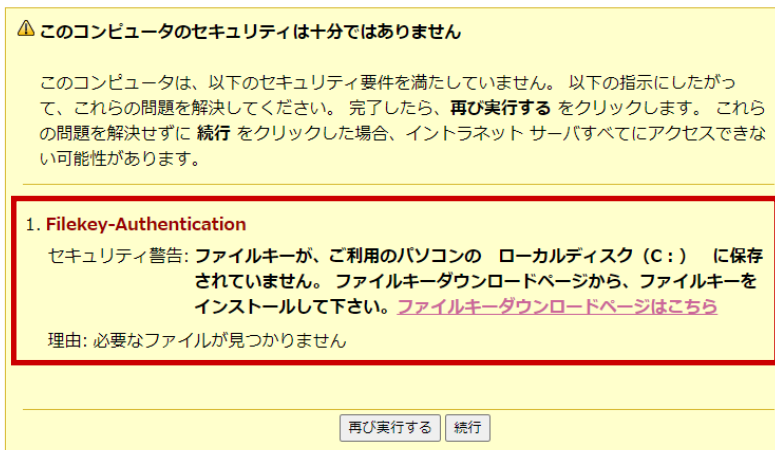 このコンピュータのセキュリティは十分ではありません
このコンピュータは、以下のセキュリティ要件を満たしていません。 以下の指示にしたがっ
て、これらの問題を解決してください。 完了したら、再び実行する をクリックします。 これら
の問題を解決せずに 続行 をクリックした場合、イントラネット サーバすべてにアクセスできな
い可能性があります。
1. Filekey-Authentication
セキュリティ警告: ファイルキーが、ご利用のパソコンの　ローカルディスク（C：）　に保存
されていません。 ファイルキーダウンロードページから、ファイルキーを
インストールして下さい。ファイルキーダウンロードページはこちら
理由: 必要なファイルが見つかりません
再び実行する 続行